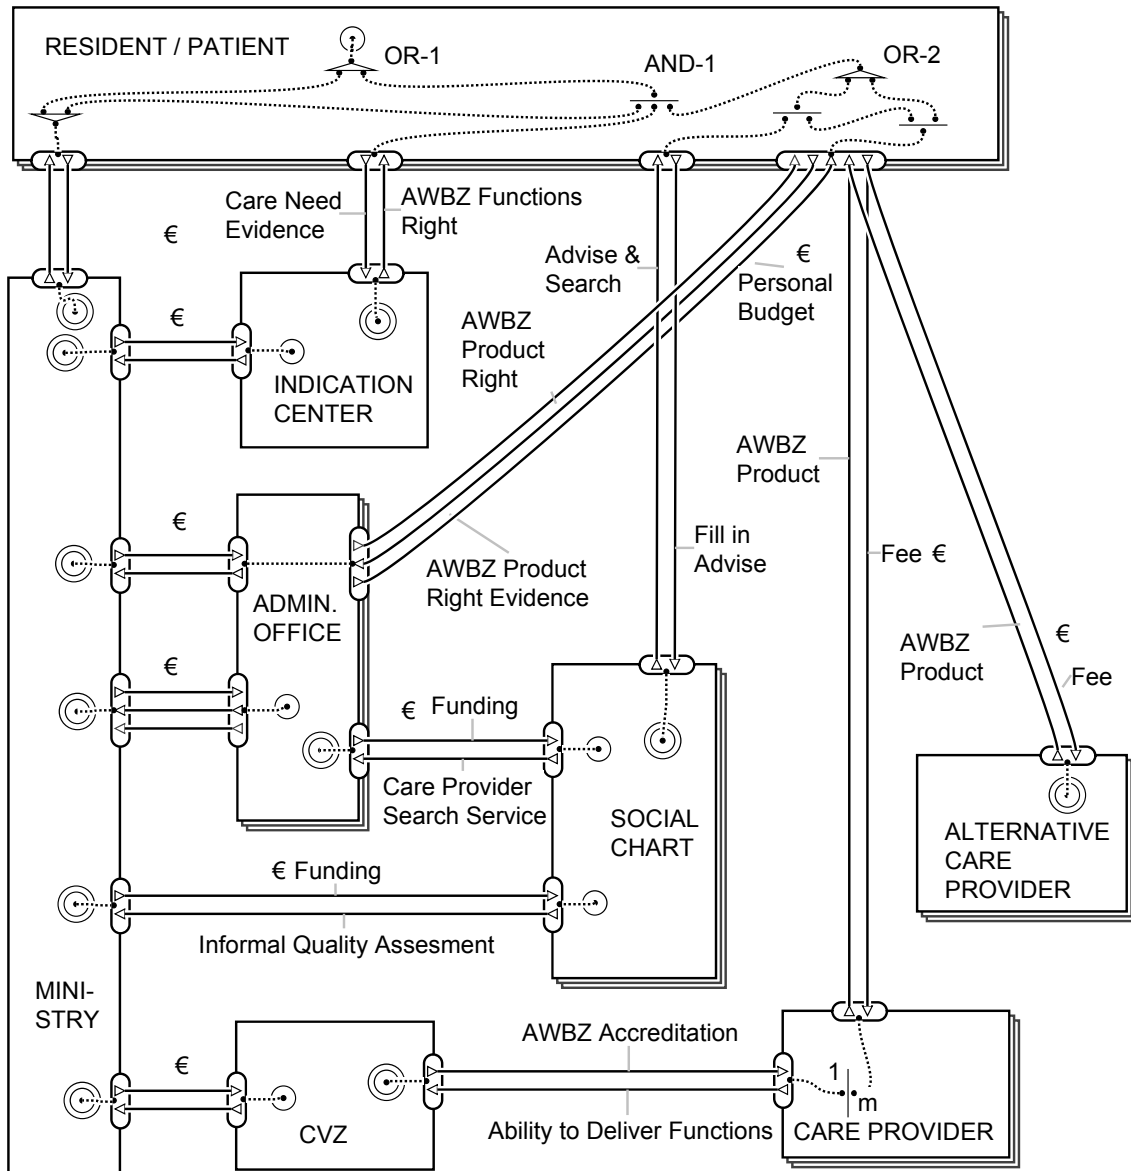 RESIDENT / PATIENT
OR-1
AND-1
OR-2
Care Need
Evidence
AWBZ Functions
Right
€
Advise &
Search
€
Personal
Budget
€
AWBZ
Product
Right
INDICATION
CENTER
AWBZ
Product
€
Fill in
Advise
Fee €
AWBZ Product
Right Evidence
ADMIN.
OFFICE
€
AWBZ
Product
€
Fee
€
Funding
Care Provider
Search Service
SOCIAL
CHART
ALTERNATIVE
CARE
PROVIDER
€ Funding
Informal Quality Assesment
MINI-
STRY
€
AWBZ Accreditation
1
m
Ability to Deliver Functions
CVZ
CARE PROVIDER